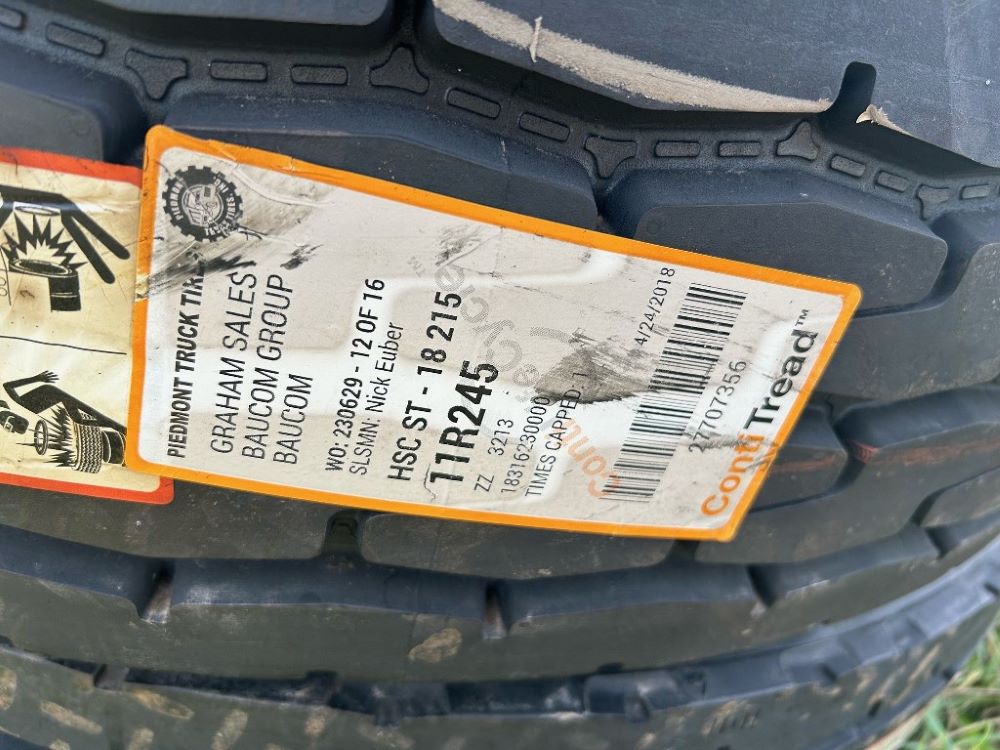 PIEDMONT TRUCK TIRES
GRAHAM SALES
BAUCOM GROUP
BAUCOM
WO: 230629 - 12 OF 16
SLSMN: Nick Euber
HSC ST - 18 215
11R245
ZZ 3213
18316230000
TIMES CAPPED: 1
4/24/2018
277707356
ContiTread™